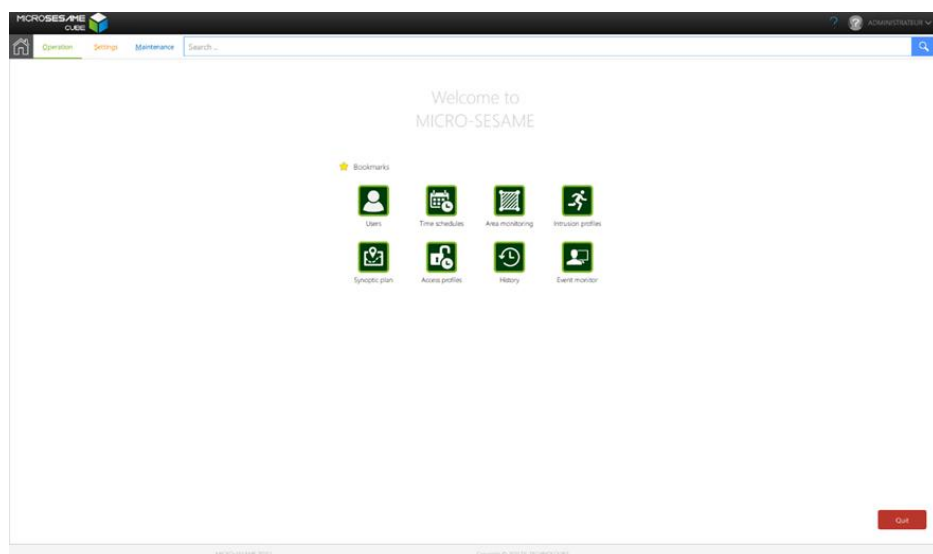 MICROSESAME
CUBE
ADMINISTRATEUR
Operation Settings Maintenance Search ...
Welcome to
MICRO-SESAME
Bookmarks
Users Time schedules Area monitoring Intrusion profiles
Synoptic plan Access profiles History Event monitor
Quit